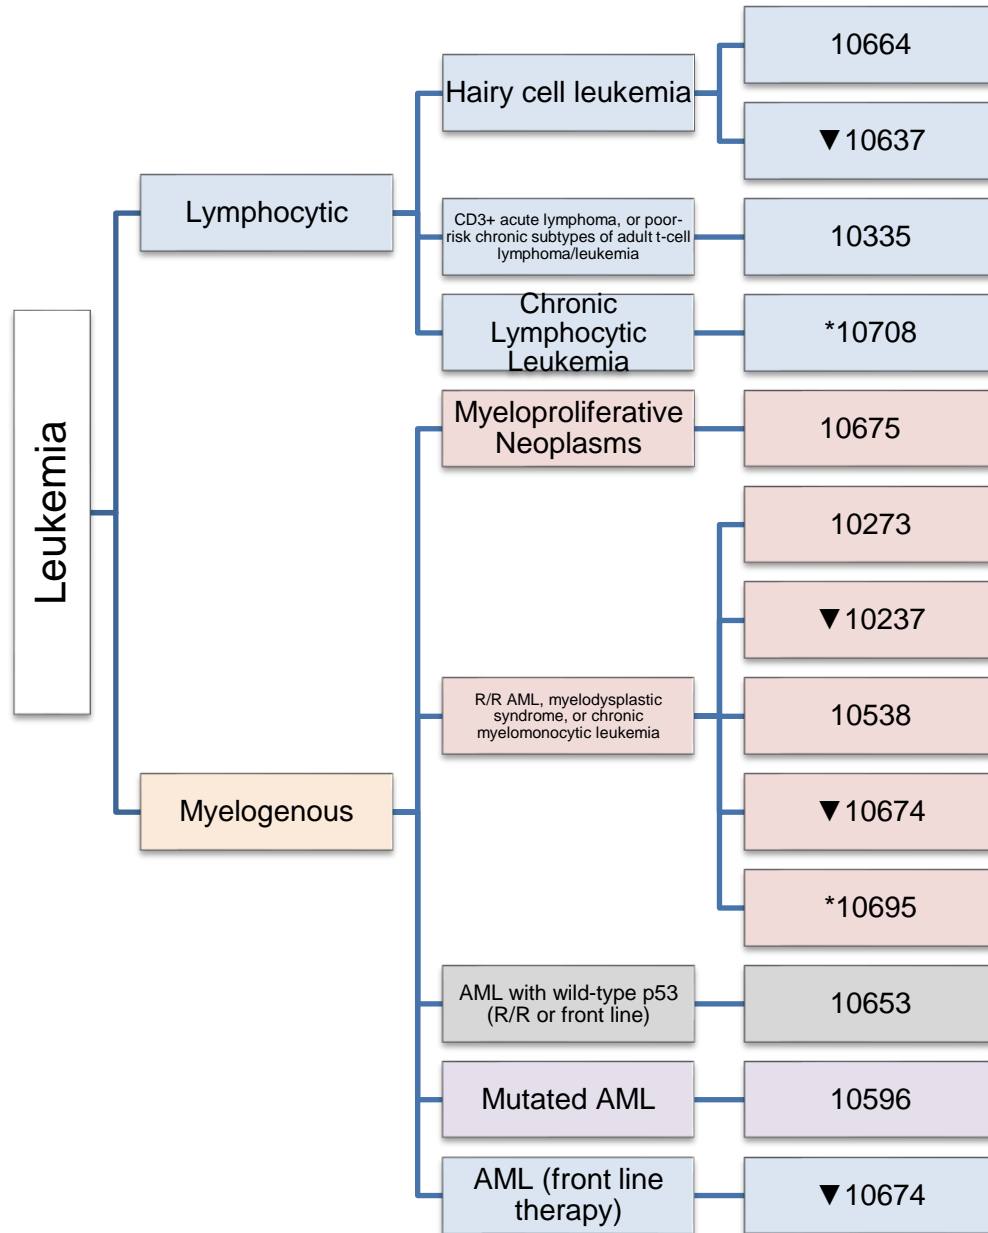 Leukemia
Lymphocytic
Hairy cell leukemia
10664
▼10637
CD3+ acute lymphoma, or poor-
risk chronic subtypes of adult t-cell
lymphoma/leukemia
10335
Chronic
Lymphocytic
Leukemia
*10708
Myelogenous
Myeloproliferative
Neoplasms
10675
R/R AML, myelodysplastic
syndrome, or chronic
myelomonocytic leukemia
10273
▼10237
10538
▼10674
*10695
AML with wild-type p53
(R/R or front line)
10653
Mutated AML
10596
AML (front line
therapy)
▼10674